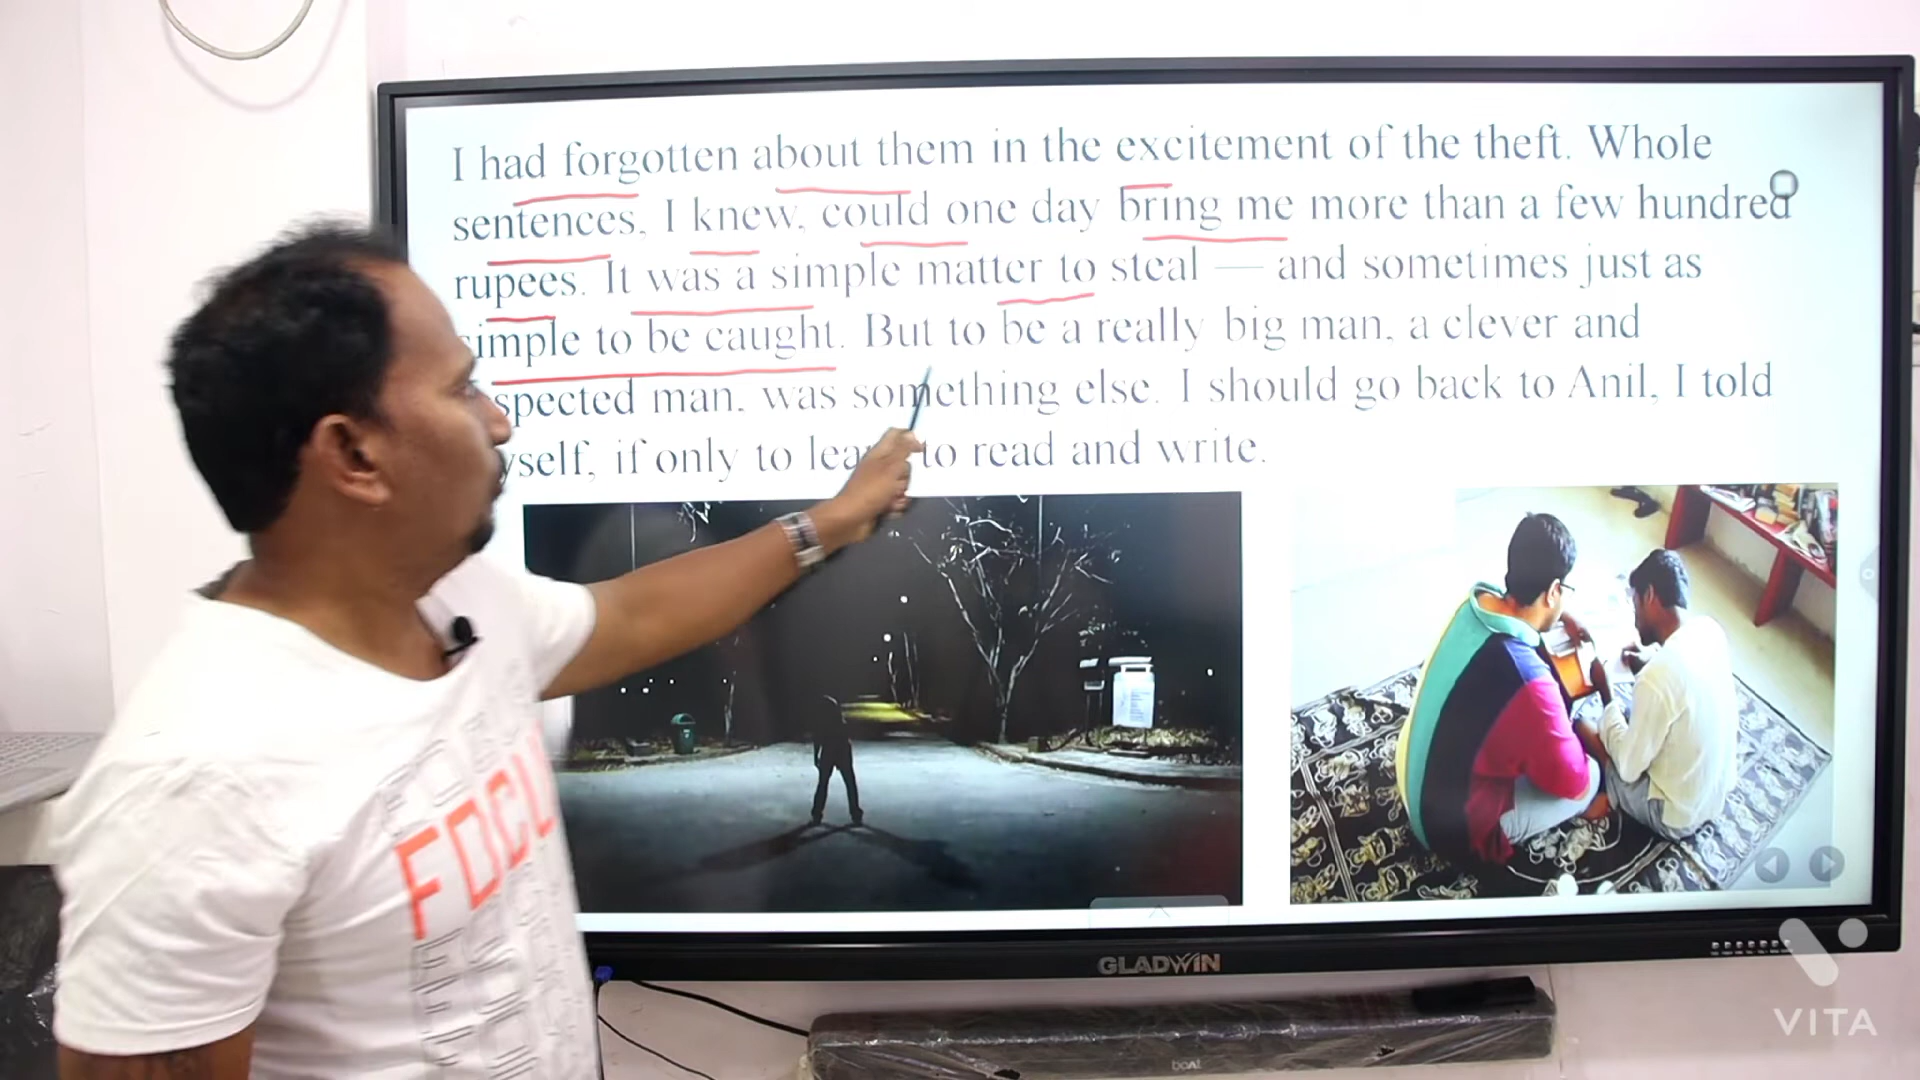 I had forgotten about them in the excitement of the theft. Whole
sentences, I knew, could one day bring me more than a few hundred
rupees. It was a simple matter to steal — and sometimes just as
simple to be caught. But to be a really big man, a clever and
spected man, was something else. I should go back to Anil, I told
yself, if only to lea to read and write.
FOCU
GLADWIN
boAt
VITA